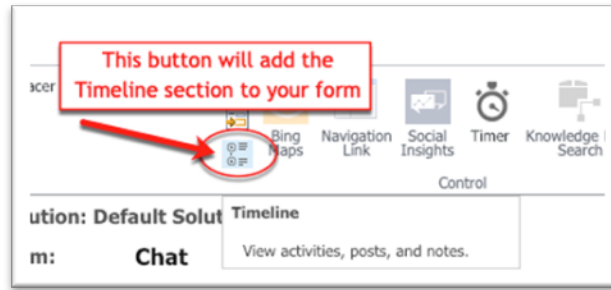 This button will add the
Timeline section to your form
acer
Bing
Maps
Navigation
Link
Social
Insights
Timer
Knowledge
Search
Control
ution: Default Solut
Timeline
View activities, posts, and notes.
m: Chat